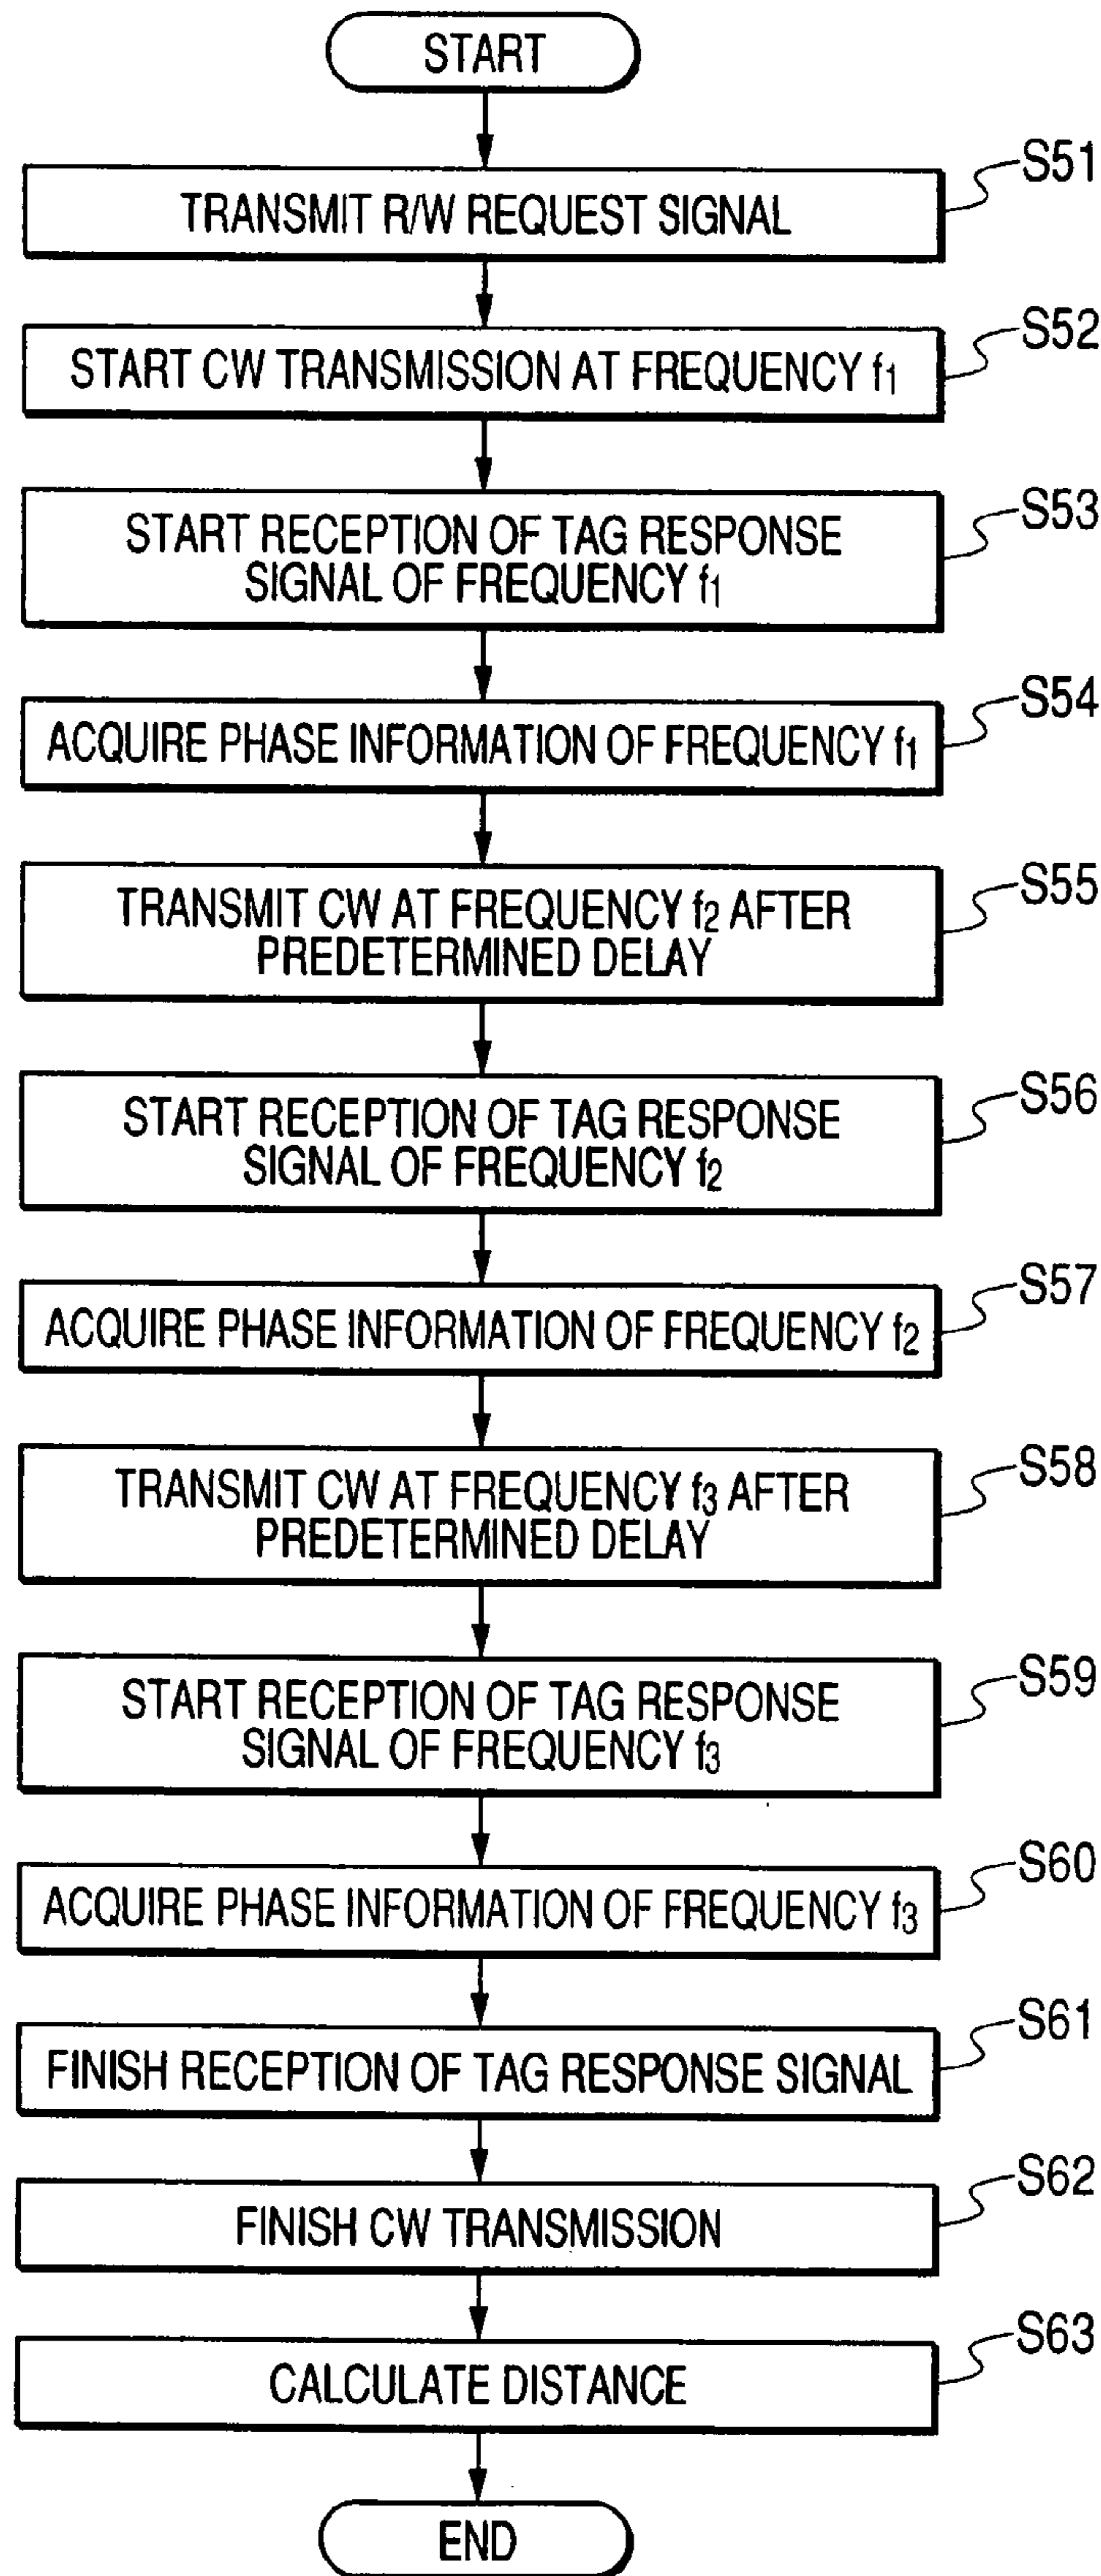 START
S51
TRANSMIT R/W REQUEST SIGNAL
S52
START CW TRANSMISSION AT FREQUENCY f1
S53
START RECEPTION OF TAG RESPONSE
SIGNAL OF FREQUENCY f1
S54
ACQUIRE PHASE INFORMATION OF FREQUENCY f1
S55
TRANSMIT CW AT FREQUENCY f2 AFTER
PREDETERMINED DELAY
S56
START RECEPTION OF TAG RESPONSE
SIGNAL OF FREQUENCY f2
S57
ACQUIRE PHASE INFORMATION OF FREQUENCY f2
S58
TRANSMIT CW AT FREQUENCY f3 AFTER
PREDETERMINED DELAY
S59
START RECEPTION OF TAG RESPONSE
SIGNAL OF FREQUENCY f3
S60
ACQUIRE PHASE INFORMATION OF FREQUENCY f3
S61
FINISH RECEPTION OF TAG RESPONSE SIGNAL
S62
FINISH CW TRANSMISSION
S63
CALCULATE DISTANCE
END